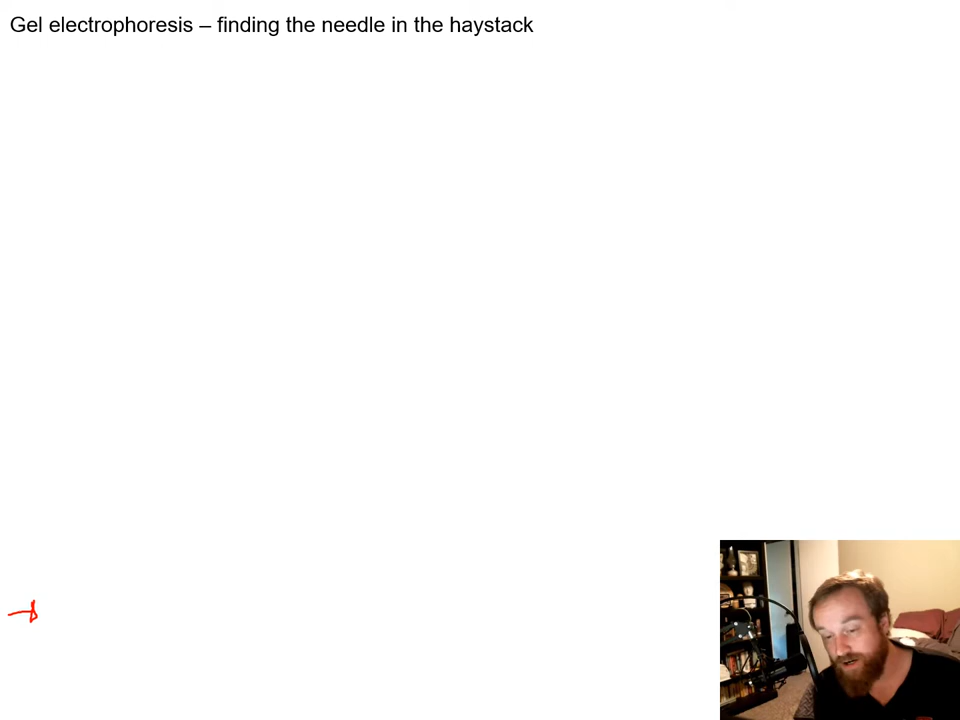 Gel electrophoresis – finding the needle in the haystack